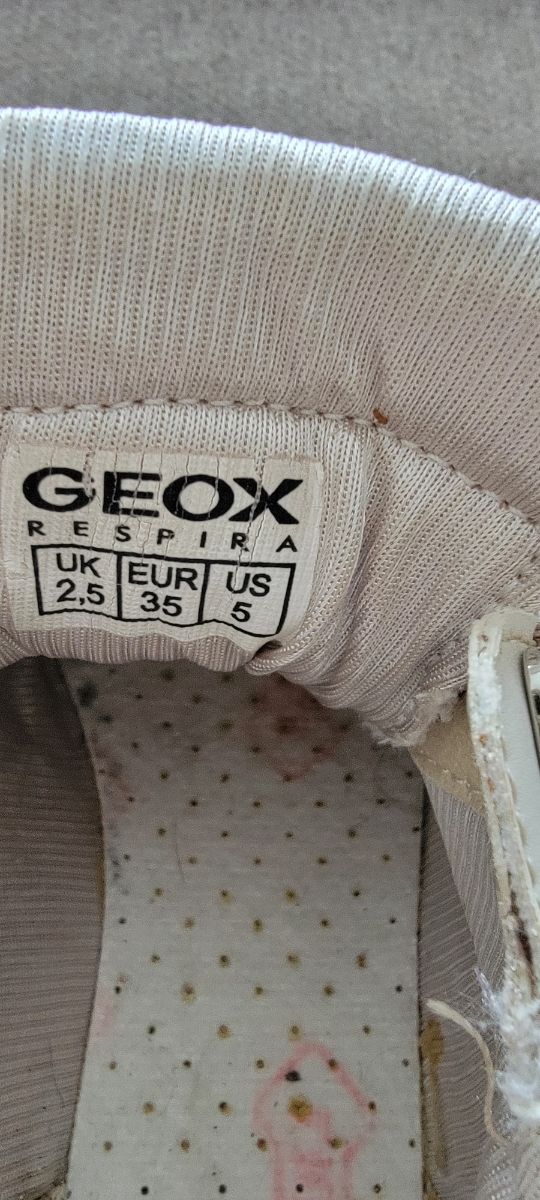 GEOX
RESPIRA
UK EUR US
2,5 35 5